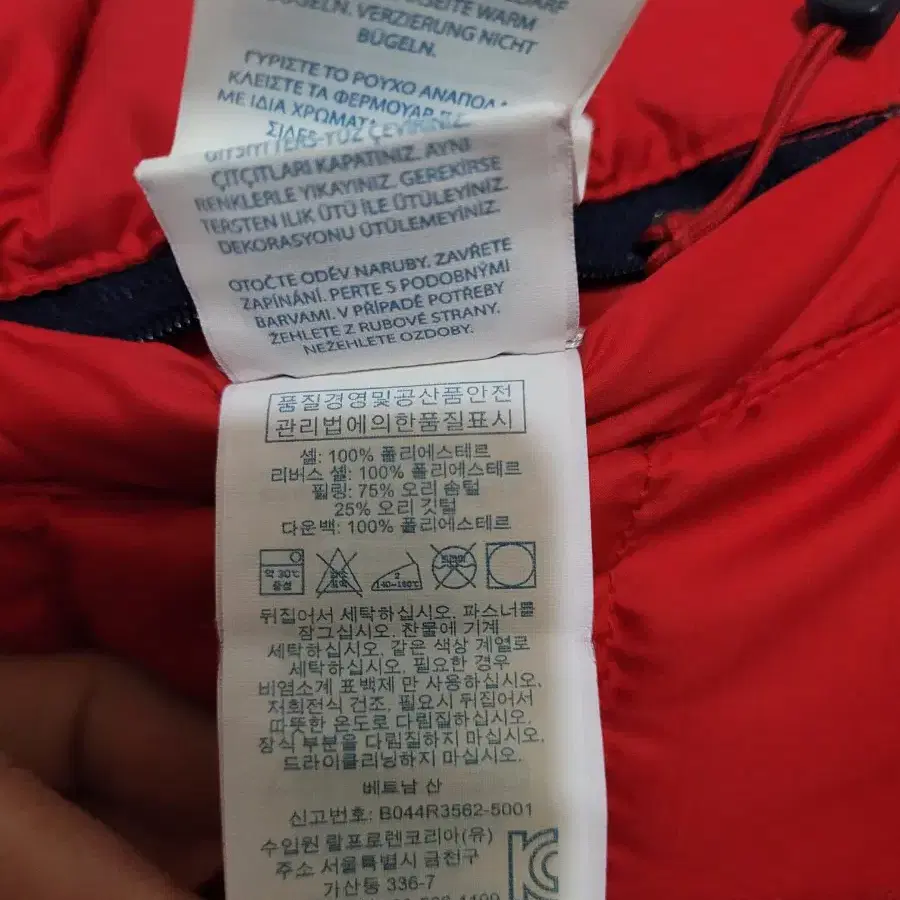 SEITE WARM
BÜGELN. VERZIERUNG NICHT
BÜGELN.
ΓΥΡΙΣΤΕ ΤΟ ΡΟΥΧΟ
ΚΛΕΙΣΤΕ ΤΑ ΦΕΡΜΟΥΑΡ
ΜΕ ΙΔΙΑ
ÇITÇITLARI KAPATINIZ. AYNI
RENKLERLE YIKAYINIZ. GEREKIRSE
TERSTEN ILIK ÜTÜ İLE ÜTÜLEYINIZ.
DEKORASYONU ÜTÜLEMEYINIZ.
OTOČTE ODĚV NARUBY. ZAVŘETE
ZAPÍNÁNÍ. PERTE S PODOBNÝMI
BARVAMI. V PŘÍPADĚ POTŘEBY
ŽEHLETE Z RUBOVÉ STRANY.
NEŽEHLETE OZDOBY.
품질경영및공산품안전
관리법에의한품질표시
셸: 100% 폴리에스테르
리버스 셸: 100% 폴리에스테르
필링: 75% 오리 솜털
25% 오리 깃털
다운백: 100% 폴리에스테르
약 30℃
중성
2
140~160℃
뒤집어서 세탁하십시오. 파스너를
잠그십시오. 찬물에 기계
세탁하십시오. 같은 색상 계열로
세탁하십시오. 필요한 경우
비염소계 표백제 만 사용하십시오.
저회전식 건조. 필요시 뒤집어서
따뜻한 온도로 다림질하십시오.
장식 부분을 다림질하지 마십시오.
드라이클리닝하지 마십시오.
베트남 산
신고번호: B044R3562-5001
수입원 랄프로렌코리아(유)
주소 서울특별시 금천구
가산동 336-7